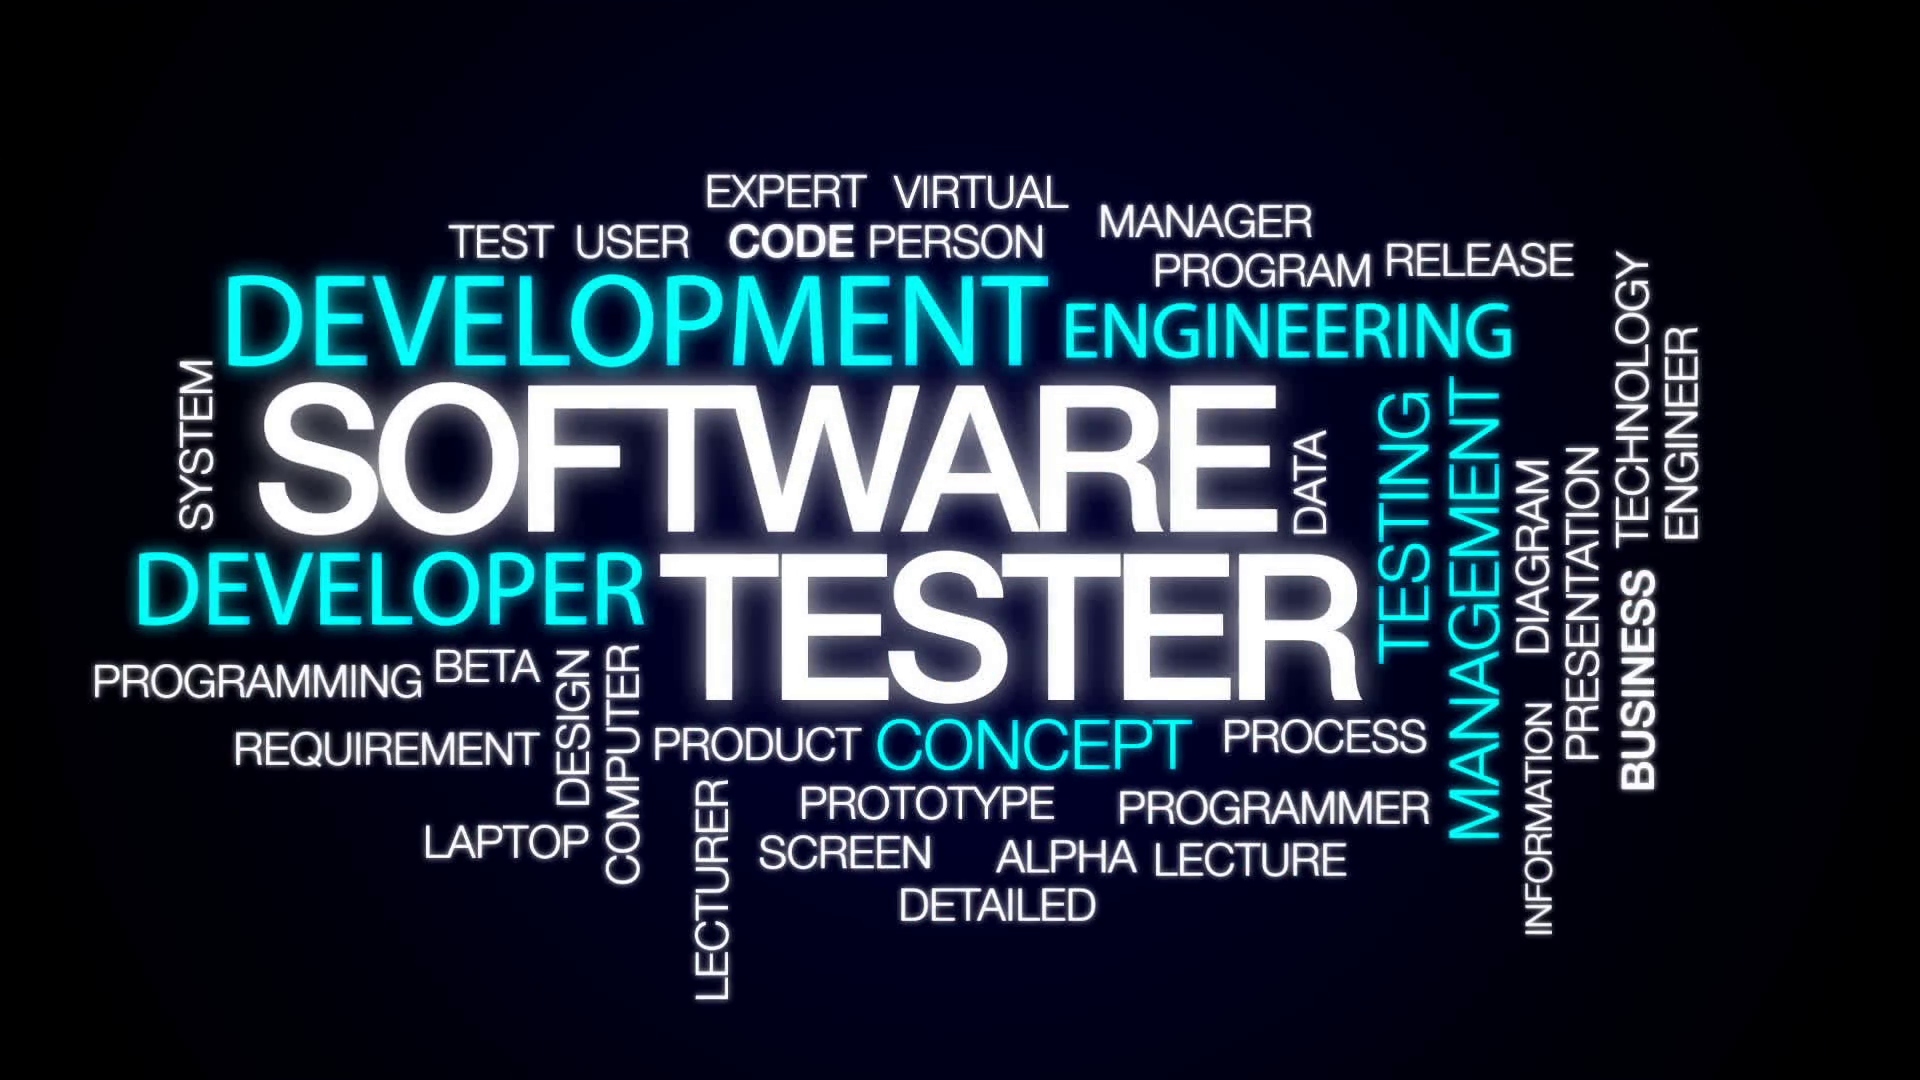 EXPERT VIRTUAL
MANAGER
TEST USER CODE PERSON
PROGRAM RELEASE
DEVELOPMENT ENGINEERING
SYSTEM
SOFTWARE
DATA
TESTING
MANAGEMENT
DIAGRAM
PRESENTATION
TECHNOLOGY
ENGINEER
DEVELOPER TESTER
BUSINESS
PROGRAMMING BETA
DESIGN
COMPUTER
REQUIREMENT
PRODUCT CONCEPT PROCESS
INFORMATION
PROTOTYPE PROGRAMMER
LAPTOP
LECTURER
SCREEN ALPHA LECTURE
DETAILED